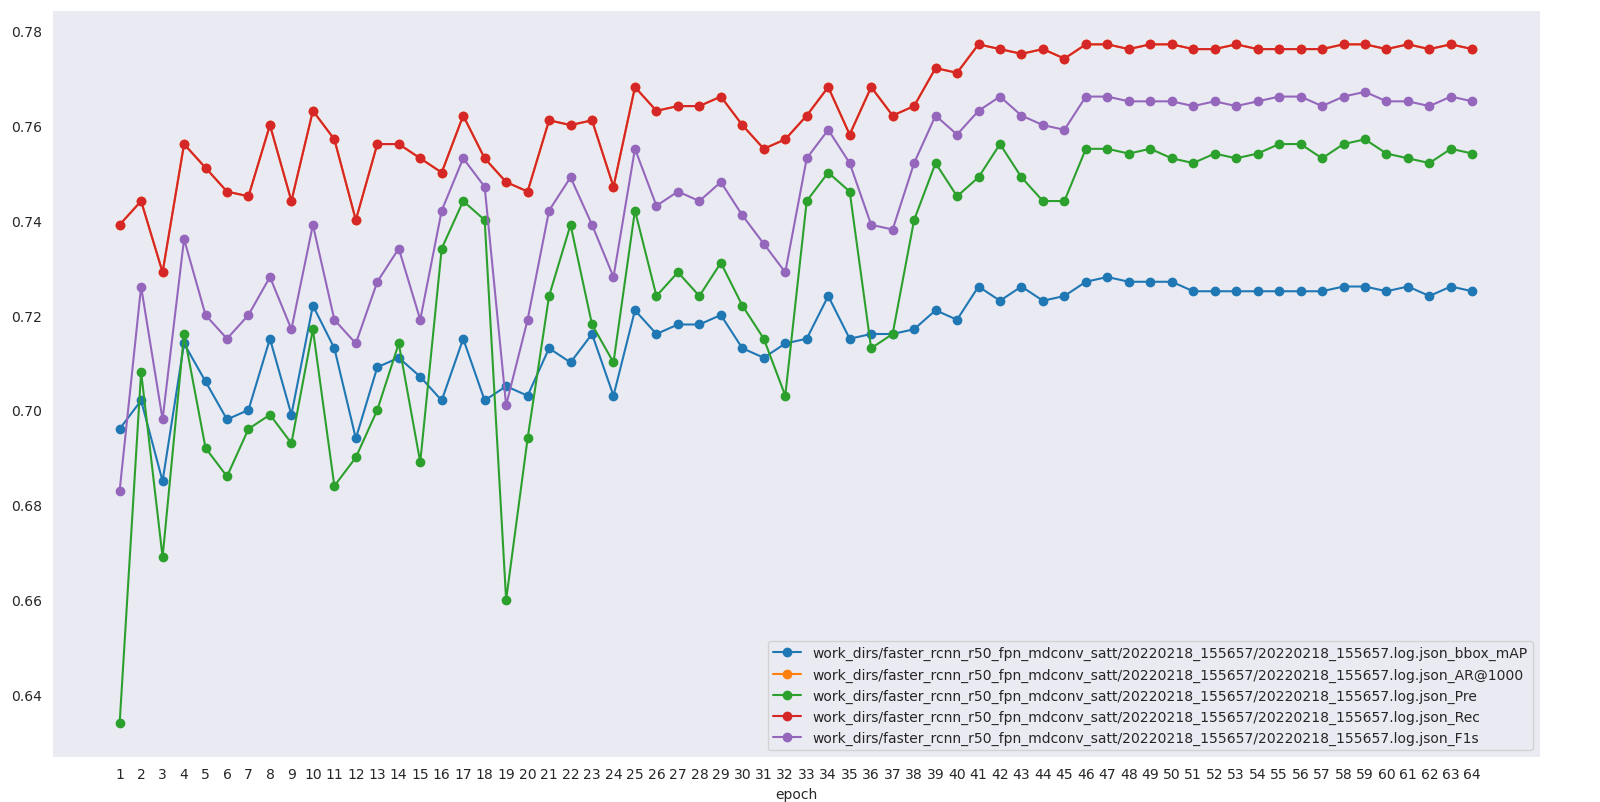 0.78
0.76
0.74
0.72
0.70
0.68
0.66
0.64
work_dirs/faster_rcnn_r50_fpn_mdconv_satt/20220218_155657/20220218_155657.log.json_bbox_mAP
work_dirs/faster_rcnn_r50_fpn_mdconv_satt/20220218_155657/20220218_155657.log.json_AR@1000
work_dirs/faster_rcnn_r50_fpn_mdconv_satt/20220218_155657/20220218_155657.log.json_Pre
work_dirs/faster_rcnn_r50_fpn_mdconv_satt/20220218_155657/20220218_155657.log.json_Rec
work_dirs/faster_rcnn_r50_fpn_mdconv_satt/20220218_155657/20220218_155657.log.json_F1s
1 2 3 4 5 6 7 8 9 10 11 12 13 14 15 16 17 18 19 20 21 22 23 24 25 26 27 28 29 30 31 32 33 34 35 36 37 38 39 40 41 42 43 44 45 46 47 48 49 50 51 52 53 54 55 56 57 58 59 60 61 62 63 64
epoch